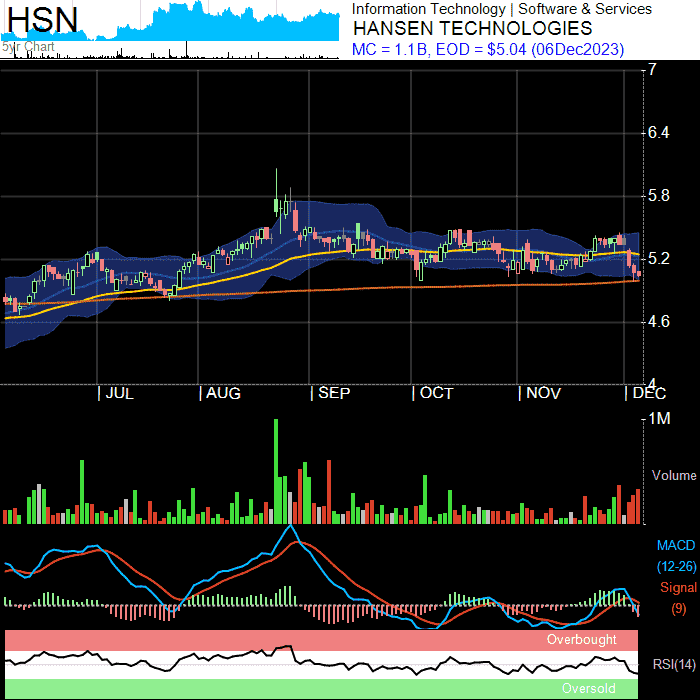 HSN
5yr Chart
Information Technology | Software & Services
HANSEN TECHNOLOGIES
MC = 1.1B, EOD = $5.04 (06Dec2023)
7
6.4
5.8
5.2
4.6
4
| JUL | AUG | SEP | OCT | NOV | DEC
1M
Volume
MACD
(12-26)
Signal
(9)
Overbought
RSI(14)
Oversold